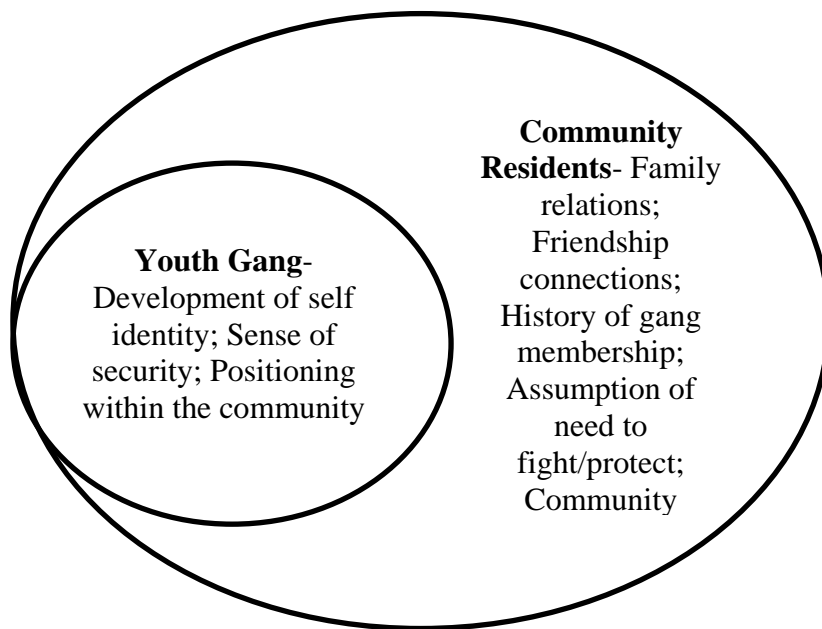 Youth Gang-
Development of self
identity; Sense of
security; Positioning
within the community
Community
Residents- Family
relations;
Friendship
connections;
History of gang
membership;
Assumption of
need to
fight/protect;
Community